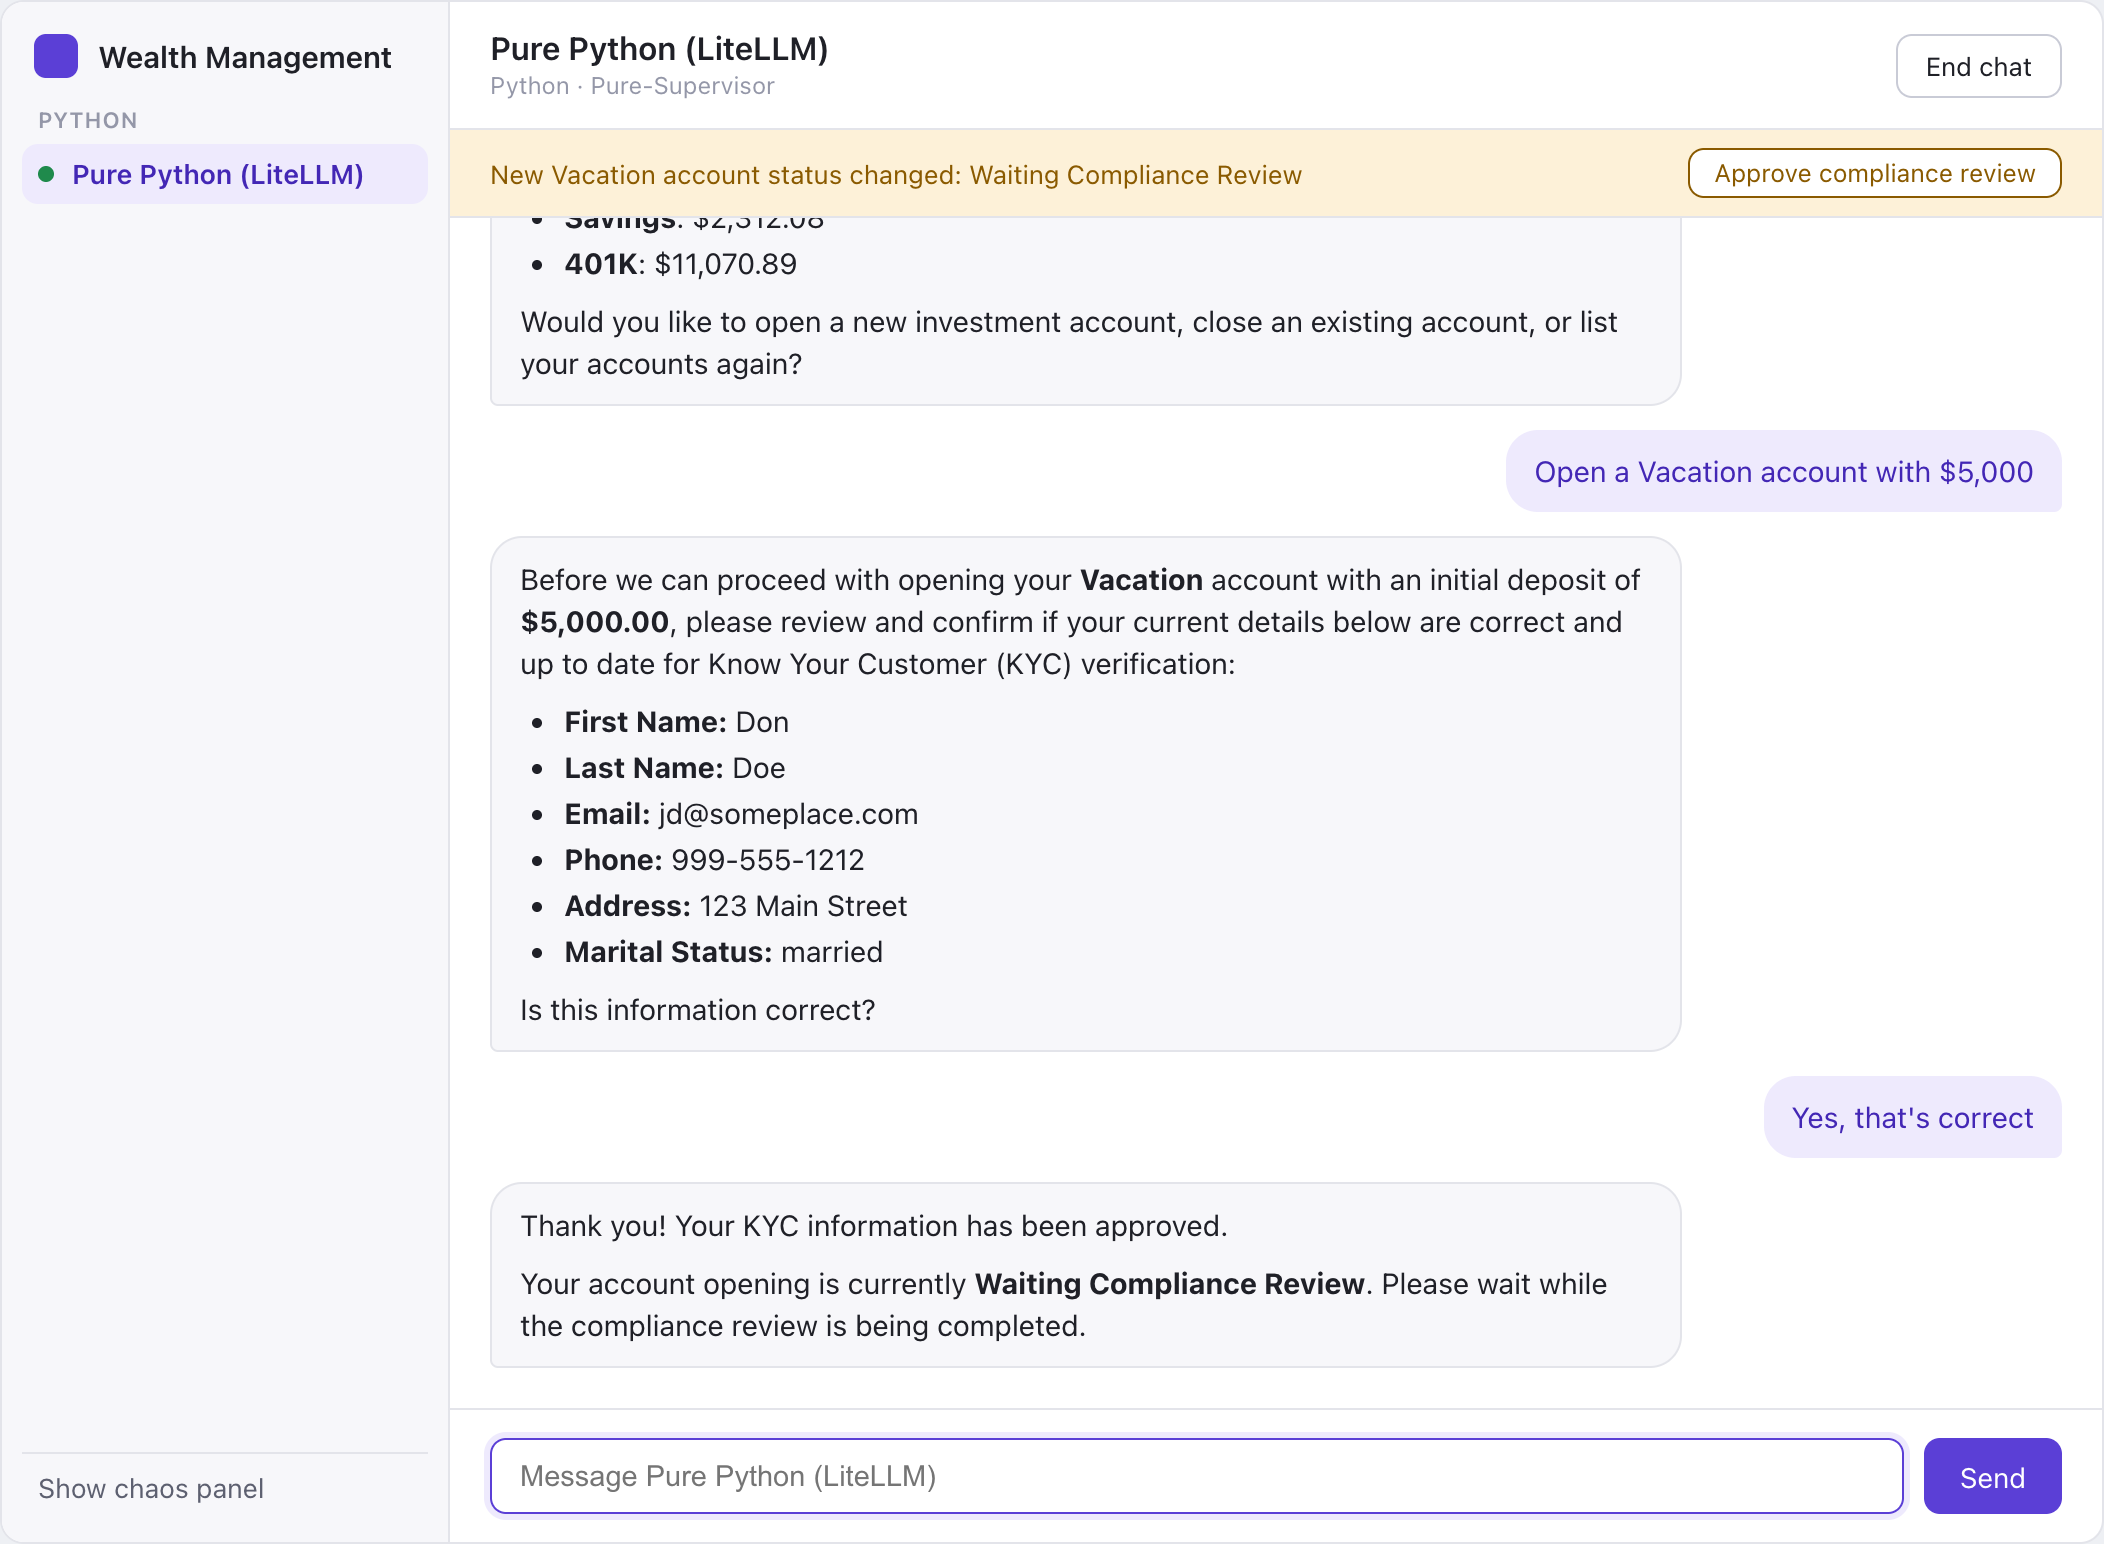 Wealth Management
PYTHON
Pure Python (LiteLLM)
Show chaos panel
Pure Python (LiteLLM)
Python · Pure-Supervisor
End chat
New Vacation account status changed: Waiting Compliance Review
Approve compliance review
• Savings: $2,312.08
• 401K: $11,070.89
Would you like to open a new investment account, close an existing account, or list
your accounts again?
Open a Vacation account with $5,000
Before we can proceed with opening your Vacation account with an initial deposit of
$5,000.00, please review and confirm if your current details below are correct and
up to date for Know Your Customer (KYC) verification:
• First Name: Don
• Last Name: Doe
• Email: jd@someplace.com
• Phone: 999-555-1212
• Address: 123 Main Street
• Marital Status: married
Is this information correct?
Yes, that's correct
Thank you! Your KYC information has been approved.
Your account opening is currently Waiting Compliance Review. Please wait while
the compliance review is being completed.
Message Pure Python (LiteLLM)
Send